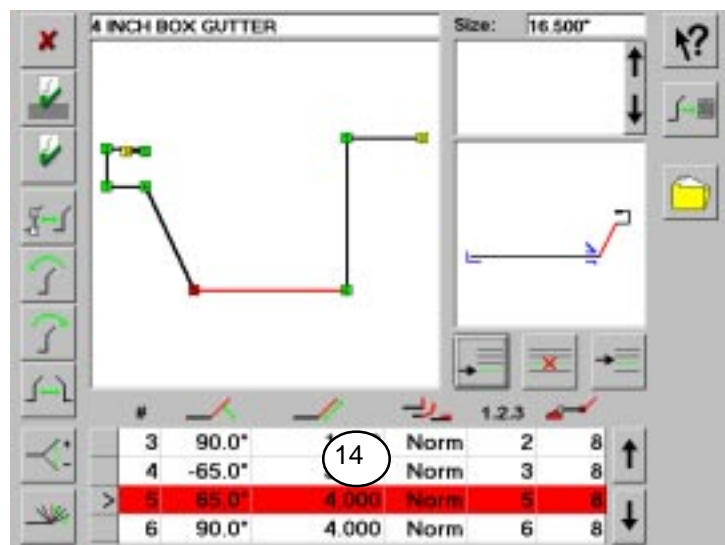 4 INCH BOX GUTTER Size: 16.500"
?
# 1.2.3
3 90.0° Norm 2 8
4 -65.0° Norm 3 8
14
> 5 65.0° 4.000 Norm 5 8
6 90.0° 4.000 Norm 6 8